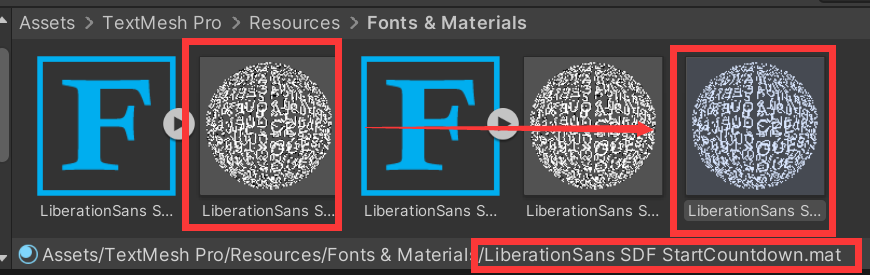 Assets > TextMesh Pro > Resources > Fonts & Materials
F F
LiberationSans S... LiberationSans S... LiberationSans S... LiberationSans S... LiberationSans S...
Assets/TextMesh Pro/Resources/Fonts & Materials/LiberationSans SDF StartCountdown.mat